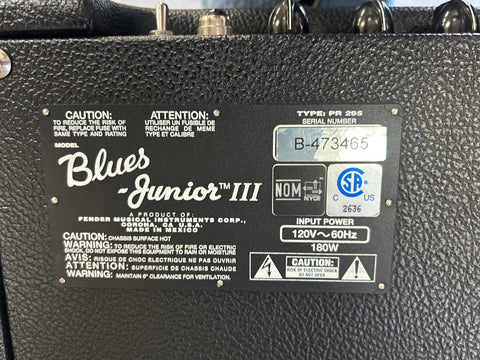 CAUTION:
TO REDUCE THE RISK OF
FIRE, REPLACE FUSE WITH
SAME TYPE AND RATING
ATTENTION:
UTILISER UN FUSIBLE DE
RECHANGE DE MEME
TYPE ET CALIBRE
MODEL
Blues
-Junior™ III
A PRODUCT OF:
FENDER MUSICAL INSTRUMENTS CORP.,
CORONA, CA U.S.A.
MADE IN MEXICO
CAUTION: CHASSIS SURFACE HOT
WARNING: TO REDUCE THE RISK OF FIRE OR ELECTRIC
SHOCK, DO NOT EXPOSE THIS EQUIPMENT TO RAIN OR MOISTURE
AVIS: RISQUE DE CHOC ELECTRIQUE NE PAS OUVRIR
ATTENTION: SUPERFICIE DE CHASSIS CHAUDE
WARNING: MAINTAIN 6" CLEARANCE FOR VENTILATION.
TYPE: PR 295
SERIAL NUMBER
B-473465
NOM
NYCE
C US
2636
INPUT POWER
120V~60Hz
180W
CAUTION:
RISK OF ELECTRIC SHOCK
DO NOT OPEN